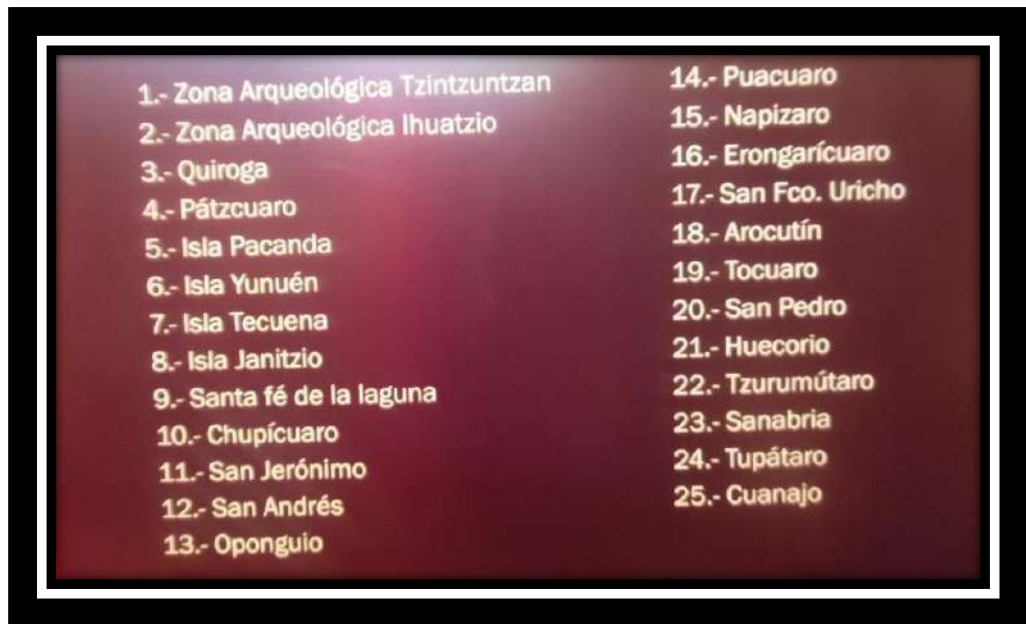 1.- Zona Arqueológica Tzintzuntzan
2.- Zona Arqueológica Ihuatzio
3.- Quiroga
4.- Pátzcuaro
5.- Isla Pacanda
6.- Isla Yunuén
7.- Isla Tecuena
8.- Isla Janitzio
9.- Santa fé de la laguna
10.- Chupícuaro
11.- San Jerónimo
12.- San Andrés
13.- Oponguio
14.- Puacuaro
15.- Napizaro
16.- Erongarícuaro
17.- San Fco. Uricho
18.- Arocutín
19.- Tocuaro
20.- San Pedro
21.- Huecorio
22.- Tzurumútaro
23.- Sanabria
24.- Tupátaro
25.- Cuanajo